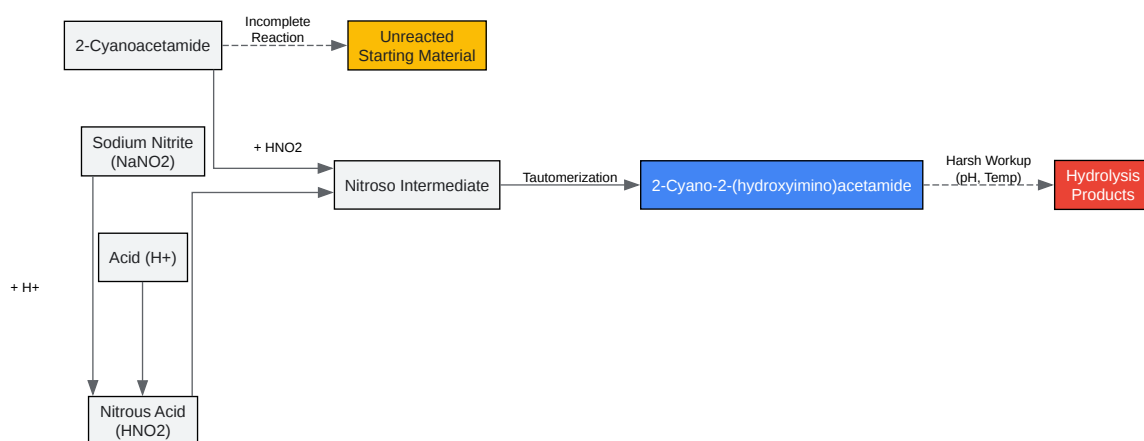 2-Cyanoacetamide
Incomplete
Reaction
Unreacted
Starting Material
Sodium Nitrite
(NaNO2)
+ HNO2
Nitroso Intermediate
Tautomerization
2-Cyano-2-(hydroxyimino)acetamide
Harsh Workup
(pH, Temp)
Hydrolysis
Products
Acid (H+)
+ H+
Nitrous Acid
(HNO2)